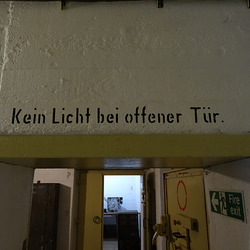 Kein Licht bei offener Tür.
Fire
exit